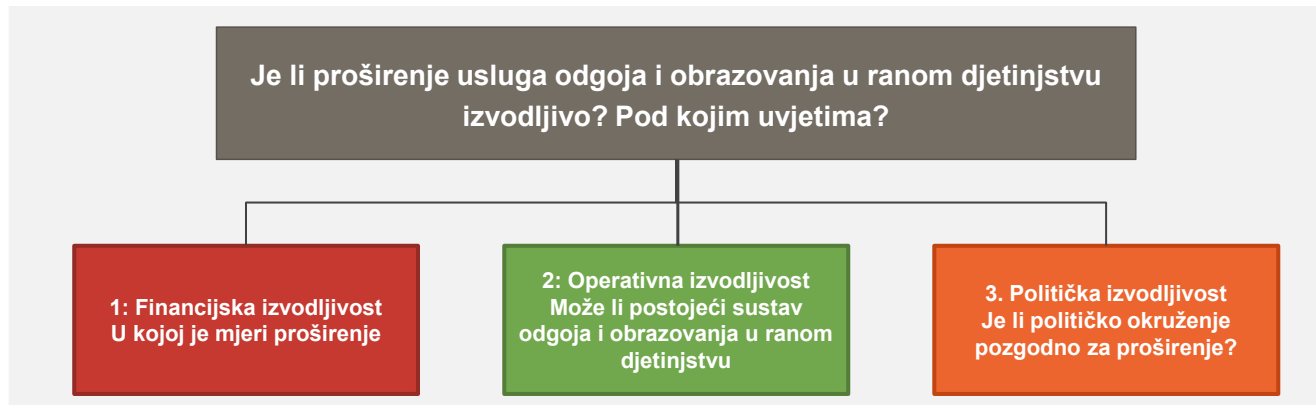 Je li proširenje usluga odgoja i obrazovanja u ranom djetinjstvu
izvodljivo? Pod kojim uvjetima?
1: Financijska izvodljivost
U kojoj je mjeri proširenje
2: Operativna izvodljivost
Može li postojeći sustav
odgoja i obrazovanja u ranom
djetinjstvu
3. Politička izvodljivost
Je li političko okruženje
pozgodno za proširenje?